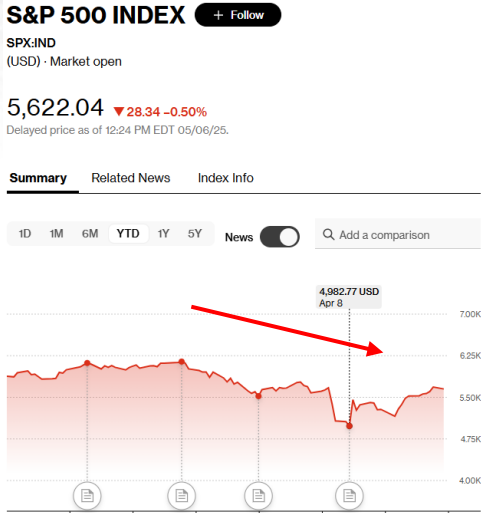 S&P 500 INDEX + Follow
SPX:IND
(USD) · Market open
5,622.04 ▼28.34 –0.50%
Delayed price as of 12:24 PM EDT 05/06/25.
Summary Related News Index Info
1D 1M 6M YTD 1Y 5Y News Add a comparison
4,982.77 USD
Apr 8
7.00K
6.25K
5.50K
4.75K
4.00K